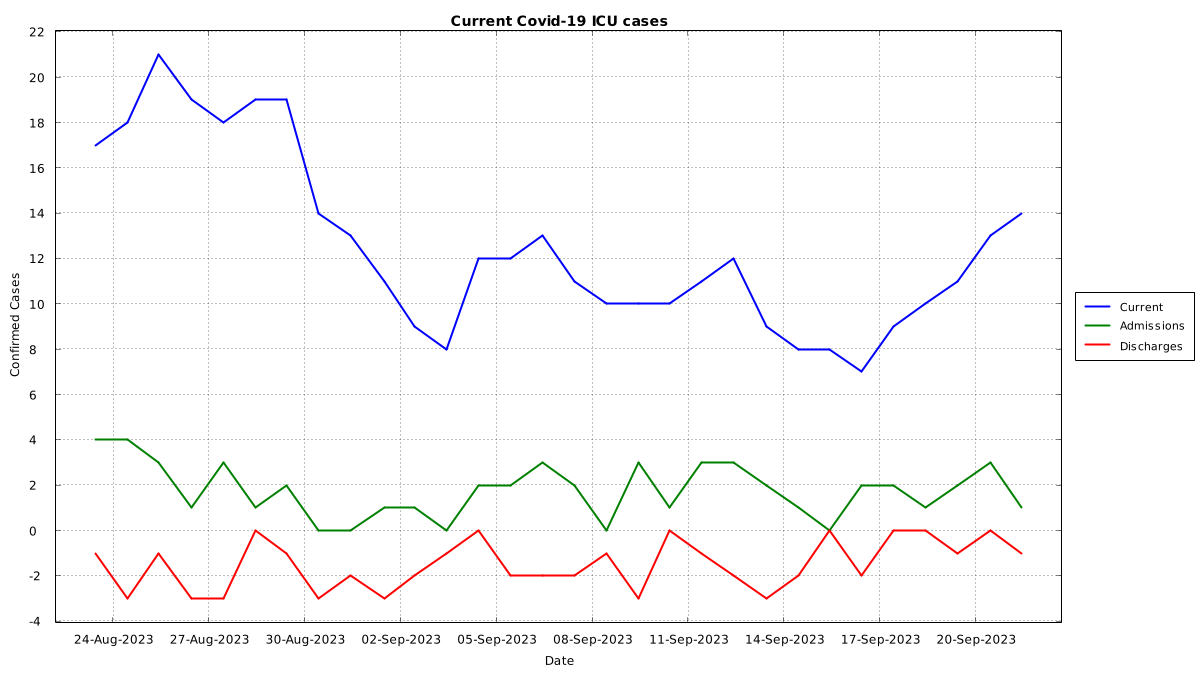 Current Covid-19 ICU cases
22
20
18
16
14
12
10
8
6
4
2
0
-2
-4
Confirmed Cases
24-Aug-2023 27-Aug-2023 30-Aug-2023 02-Sep-2023 05-Sep-2023 08-Sep-2023 11-Sep-2023 14-Sep-2023 17-Sep-2023 20-Sep-2023
Date
Current
Admissions
Discharges